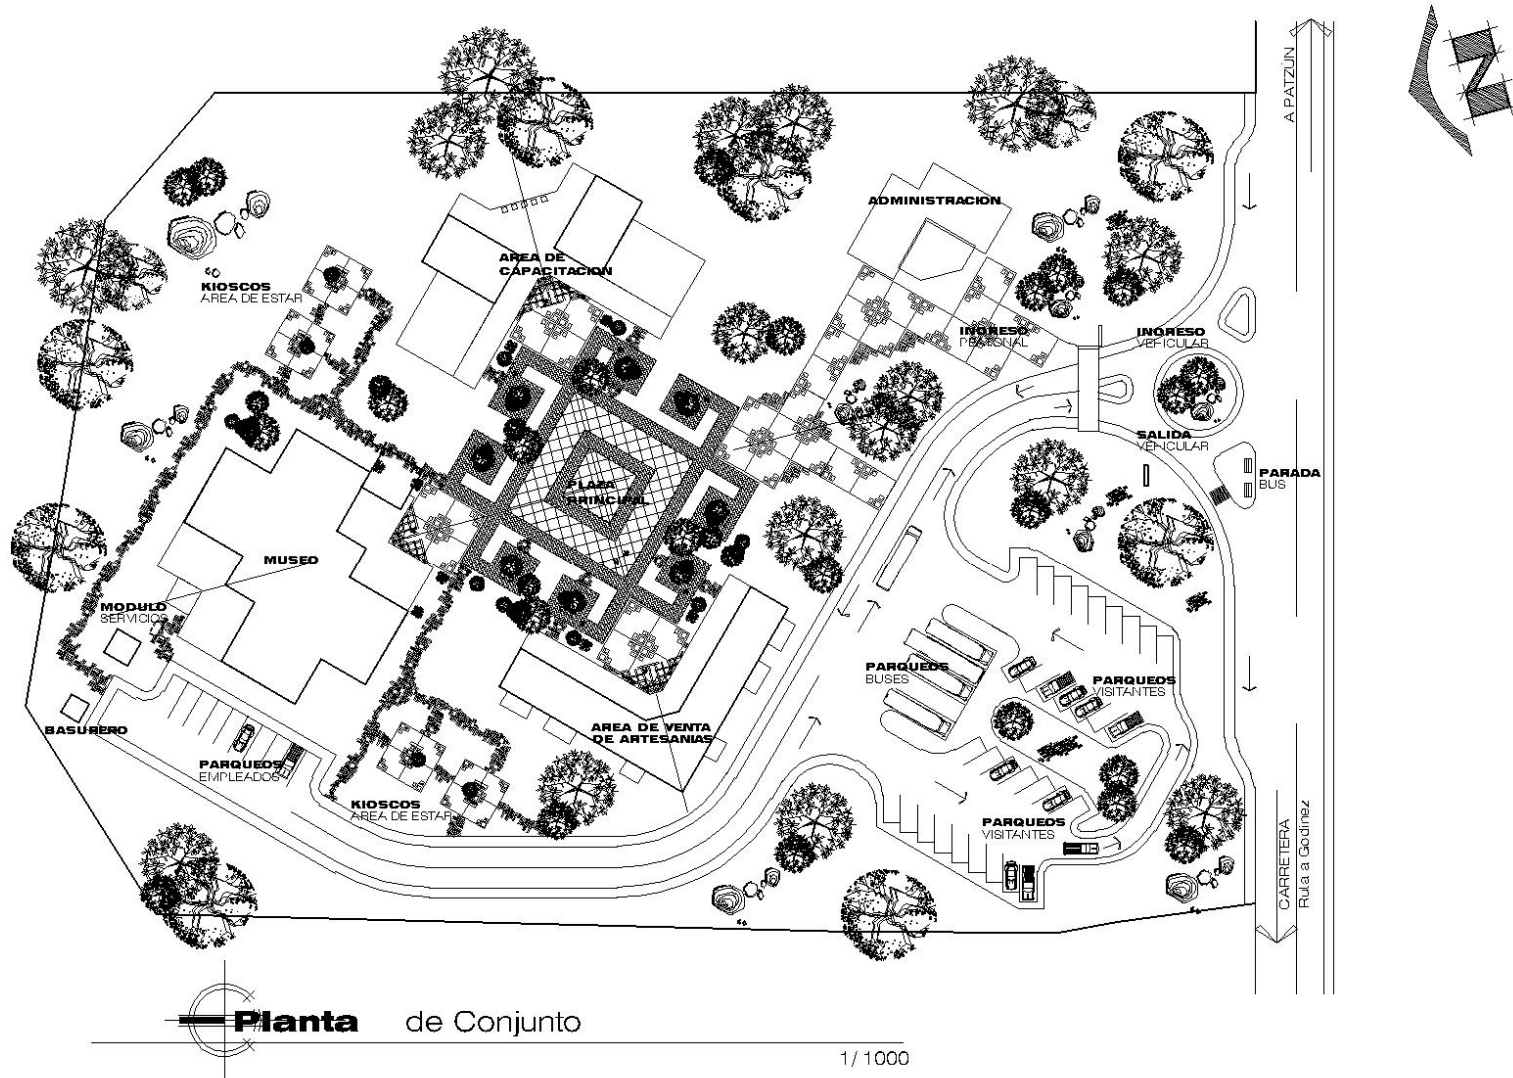 A PATZÚN
N
ADMINISTRACION
AREA DE
CAPACITACION
KIOSCOS
AREA DE ESTAR
INGRESO
PEATONAL
INGRESO
VEHICULAR
SALIDA
VEHICULAR
PARADA
BUS
PLAZA
PRINCIPAL
MUSEO
MODULO
SERVICIOS
PARQUEOS
BUSES
PARQUEOS
VISITANTES
BASURERO
AREA DE VENTA
DE ARTESANIAS
PARQUEOS
EMPLEADOS
KIOSCOS
AREA DE ESTAR
PARQUEOS
VISITANTES
CARRETERA
Ruta a Godinez
Planta de Conjunto
1/1000